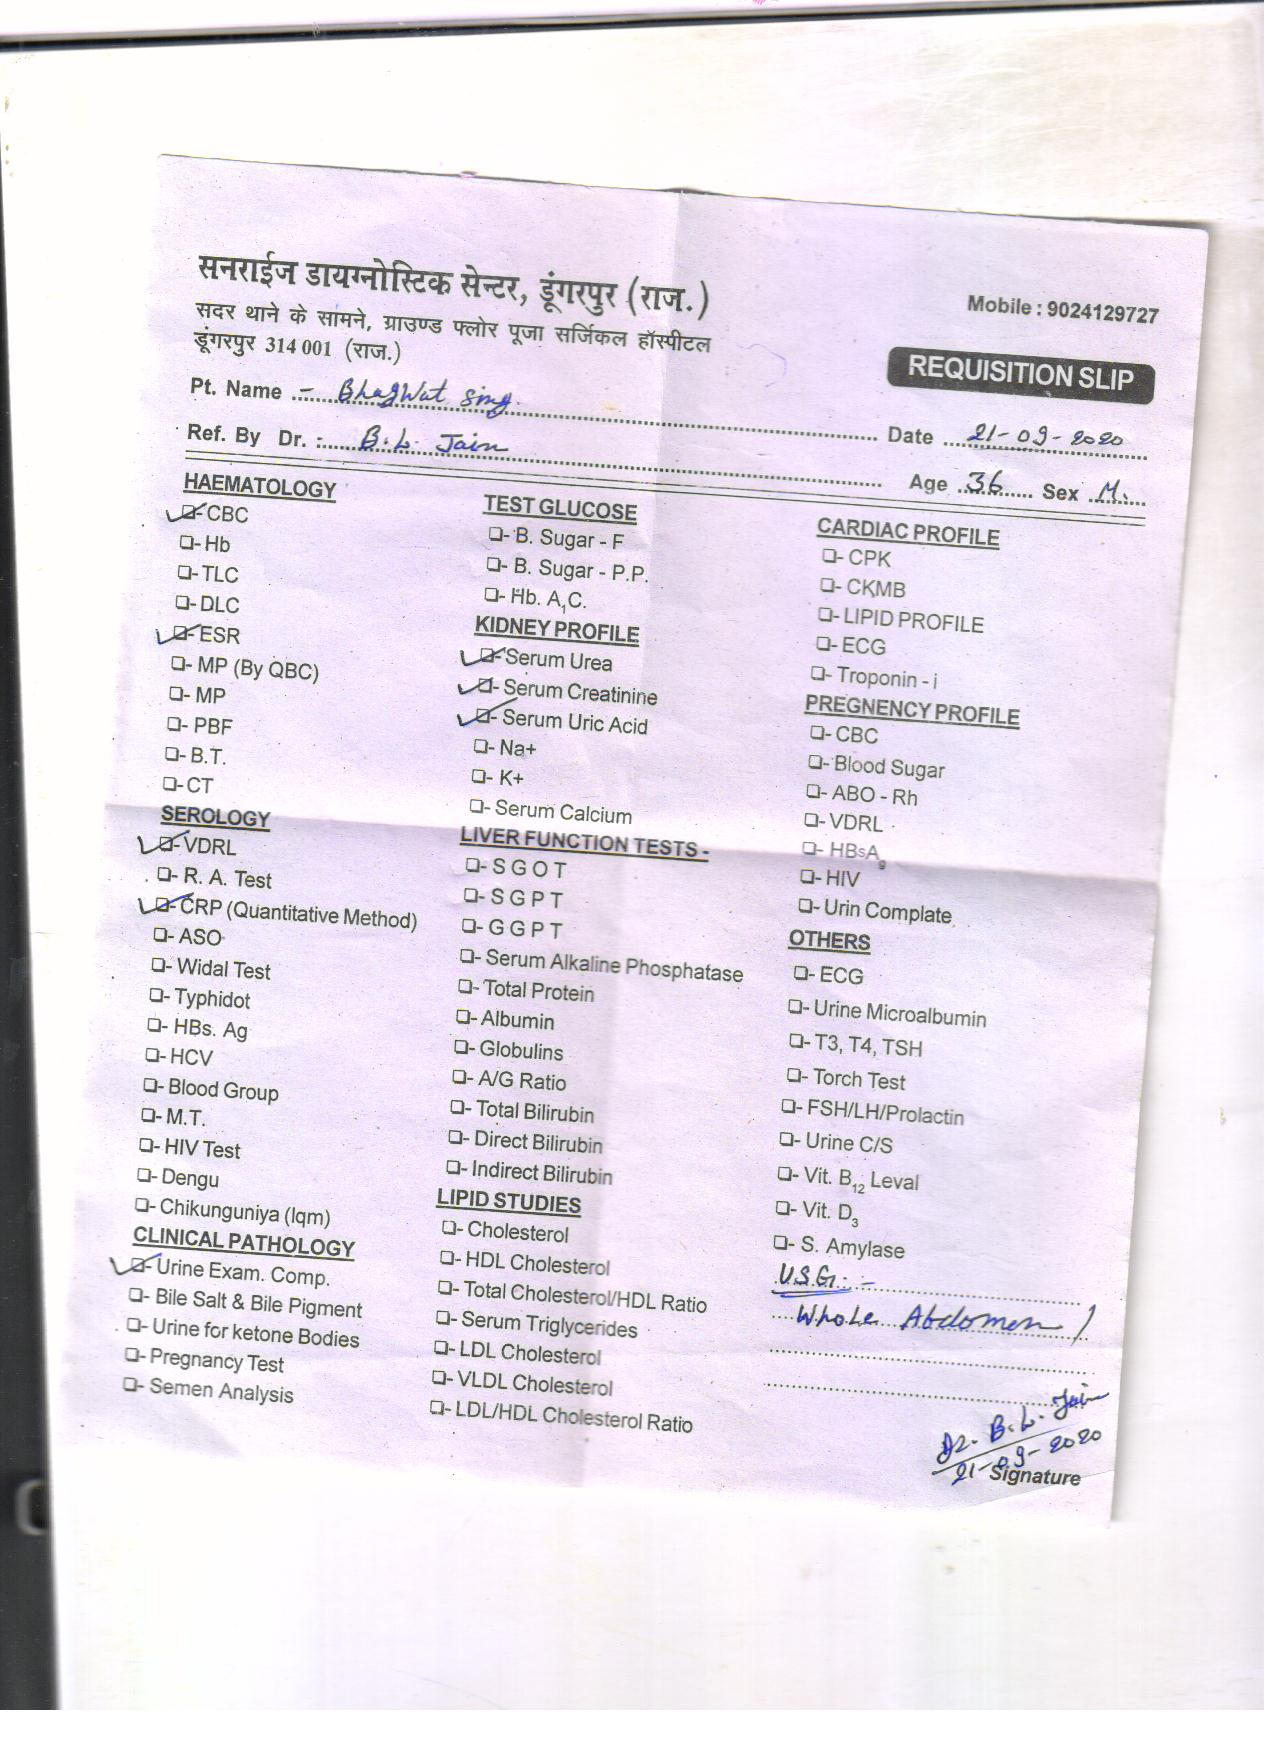 सनराईज डायग्नोस्टिक सेन्टर, डूंगरपुर (राज.)
सदर थाने के सामने, ग्राउण्ड फ्लोर पूजा सर्जिकल हॉस्पीटल
डूंगरपुर 314 001 (राज.)
Mobile : 9024129727
REQUISITION SLIP
Pt. Name - Bhagwat Sing
Date 21-09-2020
Ref. By Dr. : B.L. Jain
Age 36 Sex M.
HAEMATOLOGY
CBC
Hb
TLC
DLC
ESR
MP (By QBC)
MP
PBF
B.T.
CT
SEROLOGY
VDRL
R. A. Test
CRP (Quantitative Method)
ASO
Widal Test
Typhidot
HBs. Ag
HCV
Blood Group
M.T.
HIV Test
Dengu
Chikunguniya (Iqm)
CLINICAL PATHOLOGY
Urine Exam. Comp.
Bile Salt & Bile Pigment
Urine for ketone Bodies
Pregnancy Test
Semen Analysis
TEST GLUCOSE
B. Sugar - F
B. Sugar - P.P.
Hb. A1C.
KIDNEY PROFILE
Serum Urea
Serum Creatinine
Serum Uric Acid
Na+
K+
Serum Calcium
LIVER FUNCTION TESTS -
S G O T
S G P T
G G P T
Serum Alkaline Phosphatase
Total Protein
Albumin
Globulins
A/G Ratio
Total Bilirubin
Direct Bilirubin
Indirect Bilirubin
LIPID STUDIES
Cholesterol
HDL Cholesterol
Total Cholesterol/HDL Ratio
Serum Triglycerides
LDL Cholesterol
VLDL Cholesterol
LDL/HDL Cholesterol Ratio
CARDIAC PROFILE
CPK
CKMB
LIPID PROFILE
ECG
Troponin - i
PREGNENCY PROFILE
CBC
Blood Sugar
ABO - Rh
VDRL
HBsAg
HIV
Urin Complate
OTHERS
ECG
Urine Microalbumin
T3, T4, TSH
Torch Test
FSH/LH/Prolactin
Urine C/S
Vit. B12 Leval
Vit. D3
S. Amylase
U.S.G. : -
Whole Abdomen
Dr. B. L. Jain
21-09-2020
Signature